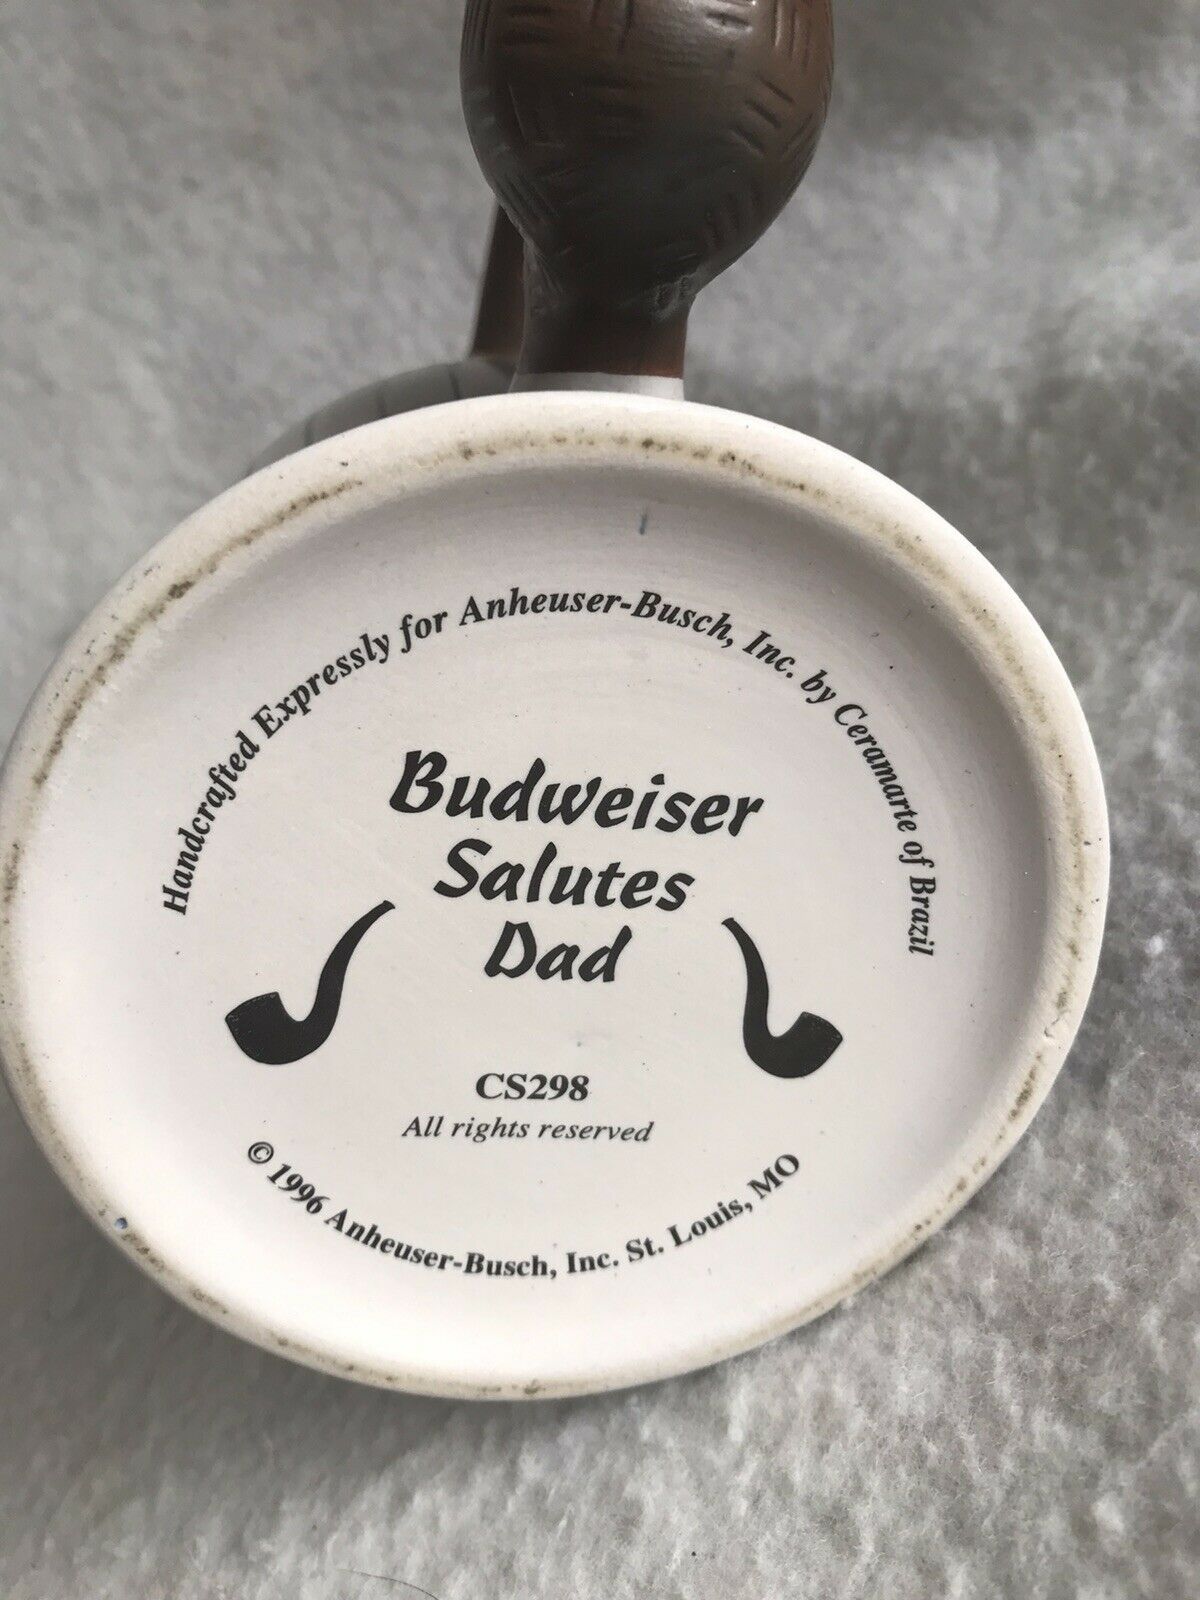 Handcrafted Expressly for Anheuser-Busch, Inc. by Ceramarte of Brazil
Budweiser
Salutes
Dad
CS298
All rights reserved
© 1996 Anheuser-Busch, Inc. St. Louis, MO